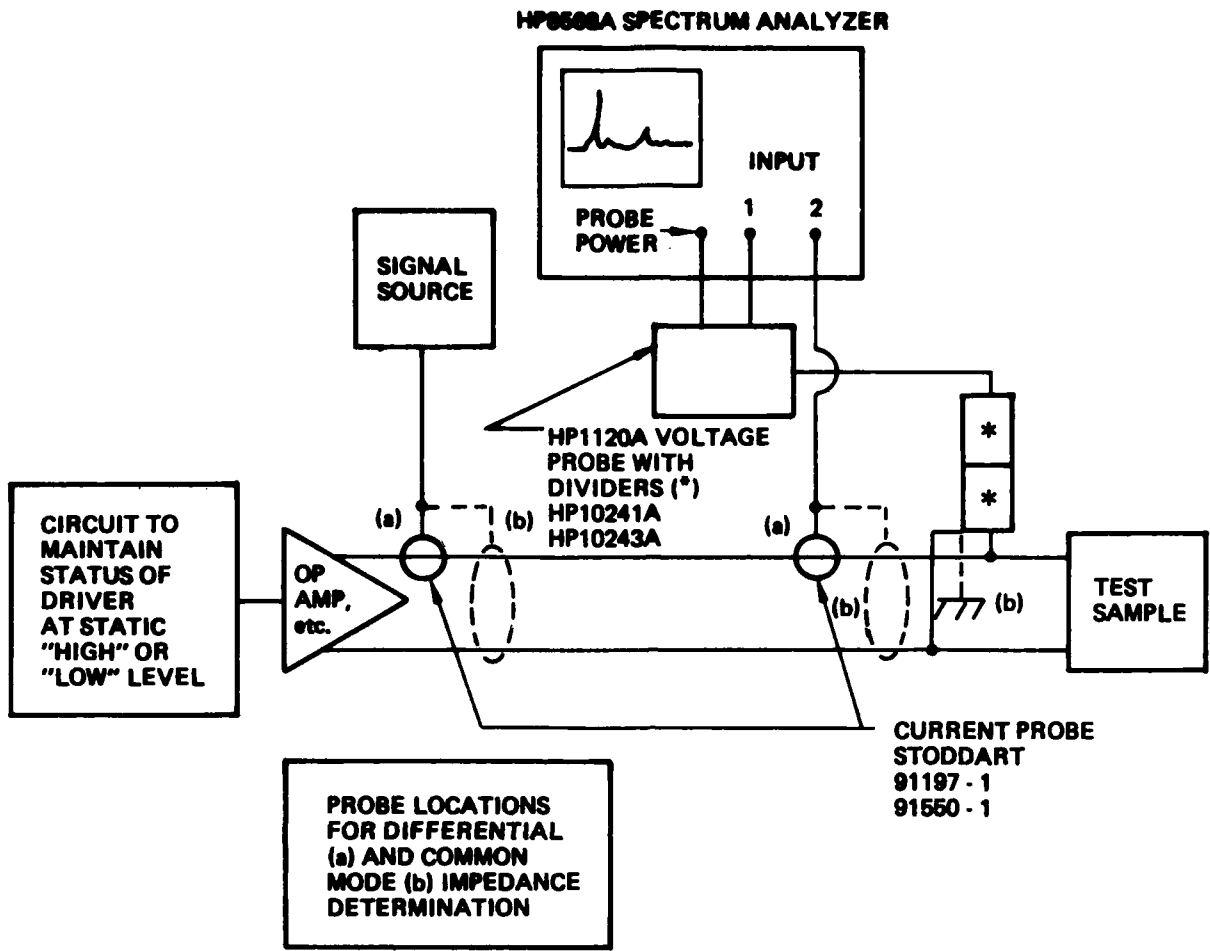 SPECTRUM ANALYZER
INPUT
1
2
PROBE
POWER
SIGNAL
SOURCE
HP1120A VOLTAGE
PROBE WITH
DIVIDERS (*)
HP10241A
HP10243A
*
*
(a)
(b)
(a)
(b)
(b)
CIRCUIT TO
MAINTAIN
STATUS OF
DRIVER
AT STATIC
"HIGH" OR
"LOW" LEVEL
OP
AMP,
etc.
TEST
SAMPLE
CURRENT PROBE
STODDART
91197 - 1
91550 - 1
PROBE LOCATIONS
FOR DIFFERENTIAL
(a) AND COMMON
MODE (b) IMPEDANCE
DETERMINATION